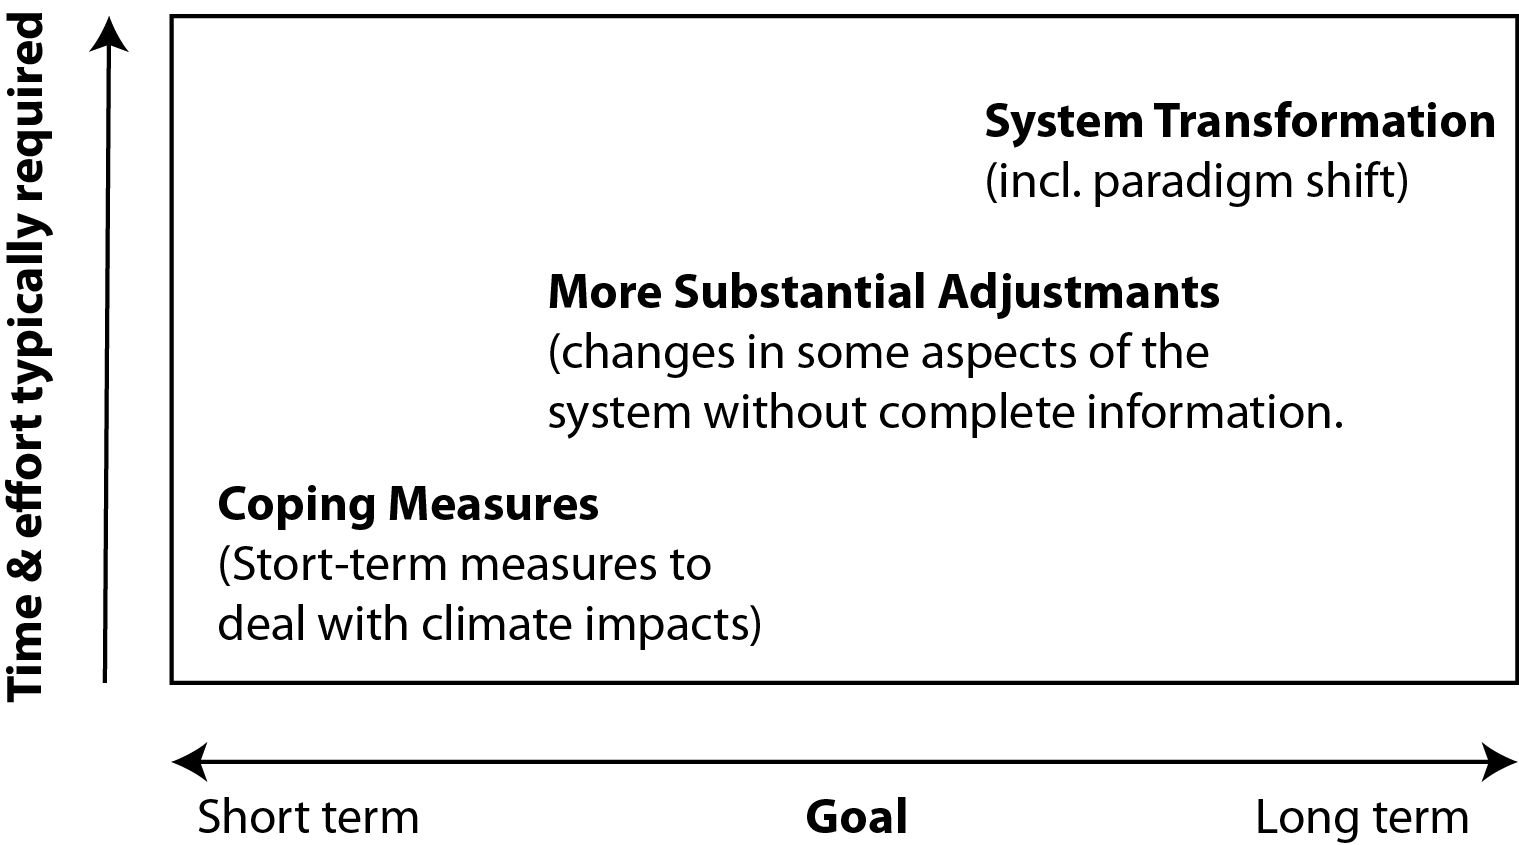 Time & effort typically required
System Transformation
(incl. paradigm shift)
More Substantial Adjustmants
(changes in some aspects of the
system without complete information.
Coping Measures
(Stort-term measures to
deal with climate impacts)
Short term
Goal
Long term